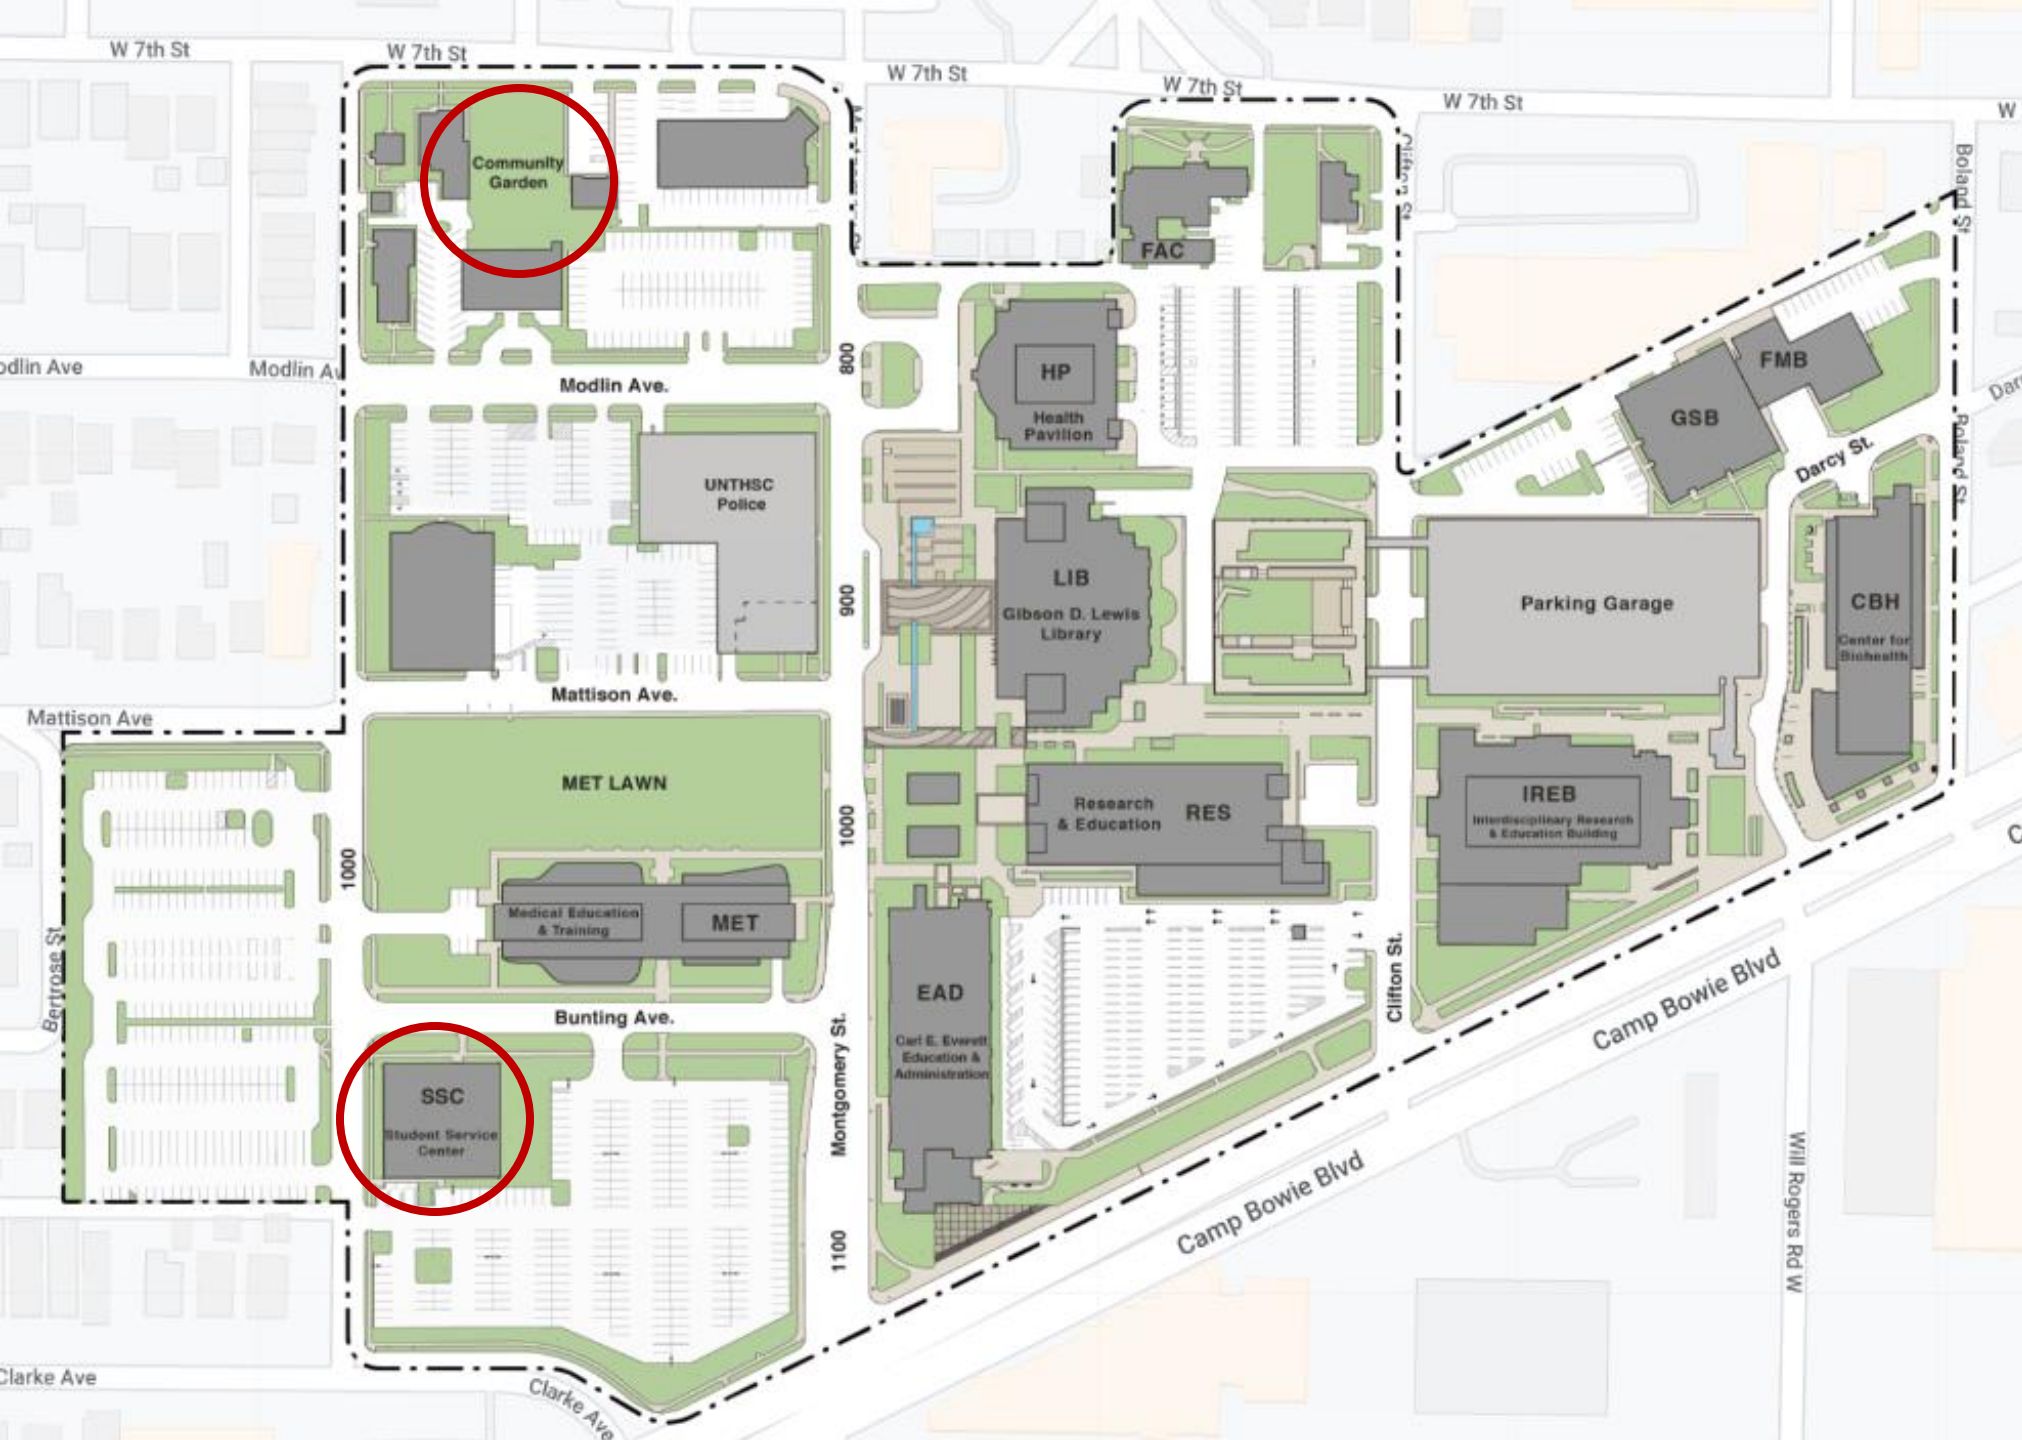 W 7th St
W 7th St
W 7th St
W 7th St
W 7th St
W
Community
Garden
FAC
Boland St
odlin Ave
Modlin Av
Modlin Ave.
800
HP
Health
Pavilion
FMB
GSB
Darcy St.
Dar
Boland St
UNTHSC
Police
LIB
Gibson D. Lewis
Library
900
Parking Garage
CBH
Center for
Biohealth
Mattison Ave.
Mattison Ave
MET LAWN
1000
1000
Research
& Education
RES
IREB
Interdisciplinary Research
& Education Building
C
Medical Education
& Training
MET
Bertrose St
Bunting Ave.
EAD
Carl E. Everett
Education &
Administration
Clifton St.
Camp Bowie Blvd
Montgomery St.
SSC
Student Service
Center
Camp Bowie Blvd
Will Rogers Rd W
1100
Clarke Ave
Clarke Ave